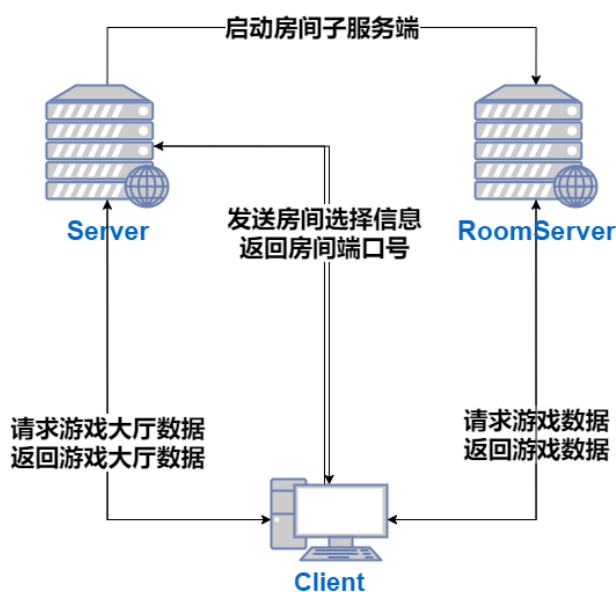 启动房间子服务端
Server
RoomServer
发送房间选择信息
返回房间端口号
请求游戏大厅数据
返回游戏大厅数据
请求游戏数据
返回游戏数据
Client